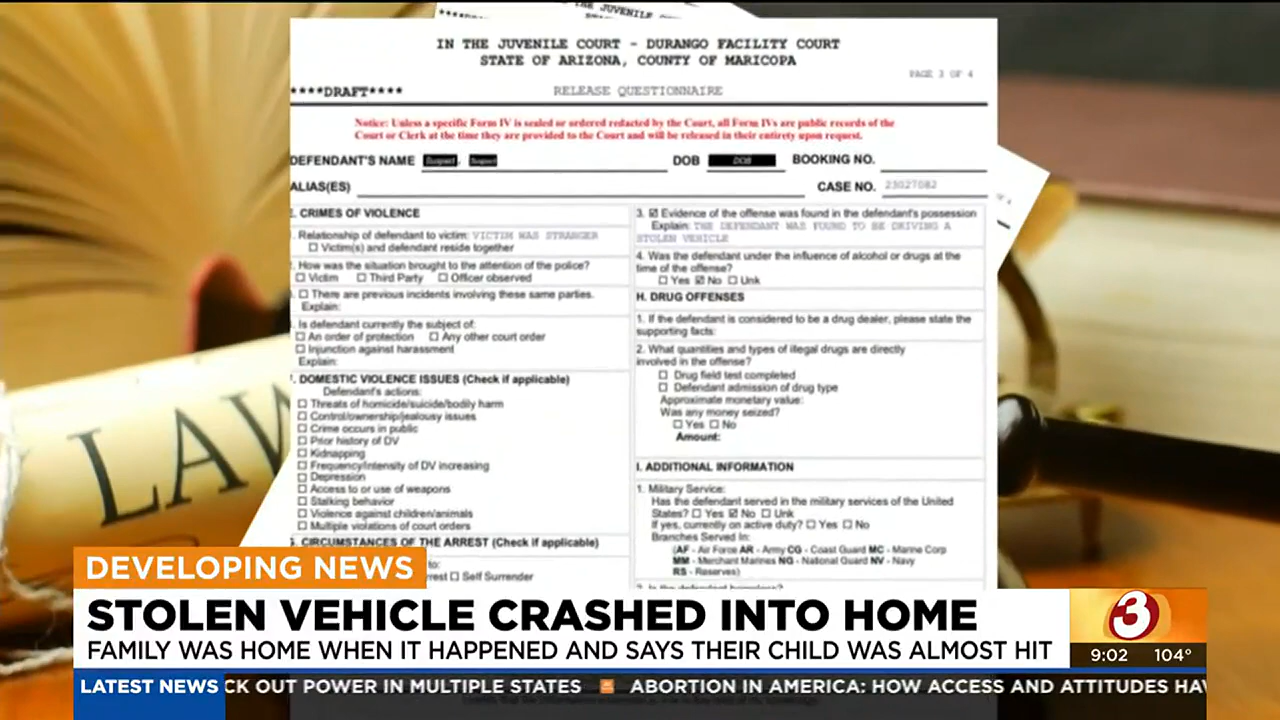 IN THE JUVENILE COURT - DURANGO FACILITY COURT
STATE OF ARIZONA, COUNTY OF MARICOPA
PAGE 3 OF 4
****DRAFT****
RELEASE QUESTIONNAIRE
Notice: Unless a specific Form IV is sealed or ordered redacted by the Court, all Form IVs are public records of the
Court or Clerk at the time they are provided to the Court and will be released in their entirety upon request.
DEFENDANT'S NAME Suspect, Suspect DOB DOB BOOKING NO.
ALIAS(ES) CASE NO. 23027082
CRIMES OF VIOLENCE
. Relationship of defendant to victim: VICTIM WAS STRANGER
☐ Victim(s) and defendant reside together
. How was the situation brought to the attention of the police?
☐ Victim ☐ Third Party ☐ Officer observed
. ☐ There are previous incidents involving these same parties.
Explain:
. Is defendant currently the subject of:
☐ An order of protection ☐ Any other court order
☐ Injunction against harassment
Explain:
. DOMESTIC VIOLENCE ISSUES (Check if applicable)
Defendant's actions:
☐ Threats of homicide/suicide/bodily harm
☐ Control/ownership/jealousy issues
☐ Crime occurs in public
☐ Prior history of DV
☐ Kidnapping
☐ Frequency/intensity of DV increasing
☐ Depression
☐ Access to or use of weapons
☐ Stalking behavior
☐ Violence against children/animals
☐ Multiple violations of court orders
. CIRCUMSTANCES OF THE ARREST (Check if applicable)
to:
rest ☐ Self Surrender
3. ☑ Evidence of the offense was found in the defendant's possession
Explain: THE DEFENDANT WAS FOUND TO BE DRIVING A
STOLEN VEHICLE
4. Was the defendant under the influence of alcohol or drugs at the
time of the offense?
☐ Yes ☑ No ☐ Unk
H. DRUG OFFENSES
1. If the defendant is considered to be a drug dealer, please state the
supporting facts:
2. What quantities and types of illegal drugs are directly
involved in the offense?
☐ Drug field test completed
☐ Defendant admission of drug type
Approximate monetary value:
Was any money seized?
☐ Yes ☐ No
Amount:
I. ADDITIONAL INFORMATION
1. Military Service:
Has the defendant served in the military services of the United
States? ☐ Yes ☑ No ☐ Unk
If yes, currently on active duty? ☐ Yes ☐ No
Branches Served In:
(AF - Air Force AR - Army CG - Coast Guard MC - Marine Corp
MM - Merchant Marines NG - National Guard NV - Navy
RS - Reserves)
LAW
DEVELOPING NEWS
STOLEN VEHICLE CRASHED INTO HOME
FAMILY WAS HOME WHEN IT HAPPENED AND SAYS THEIR CHILD WAS ALMOST HIT
3
9:02 104°
LATEST NEWS CK OUT POWER IN MULTIPLE STATES ABORTION IN AMERICA: HOW ACCESS AND ATTITUDES HAV